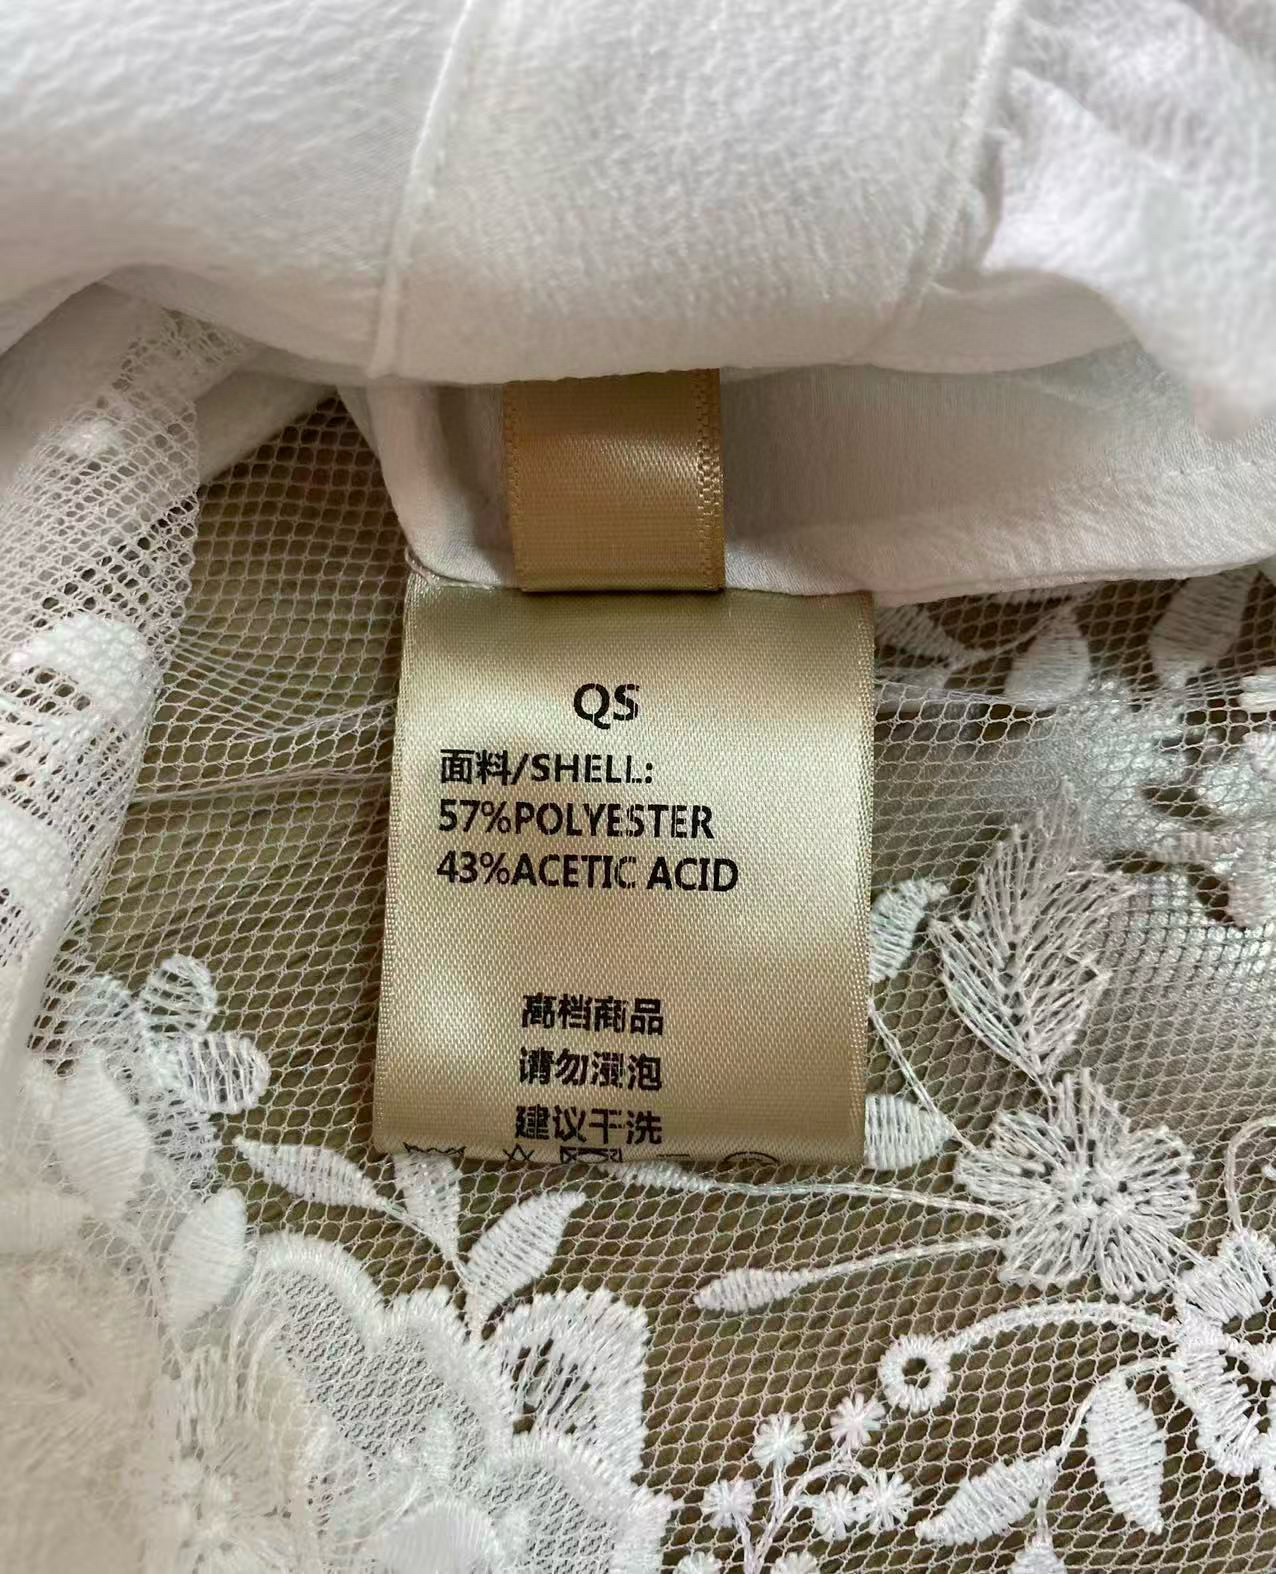 QS
面料/SHELL:
57%POLYESTER
43%ACETIC ACID
高档商品
请勿浸泡
建议干洗